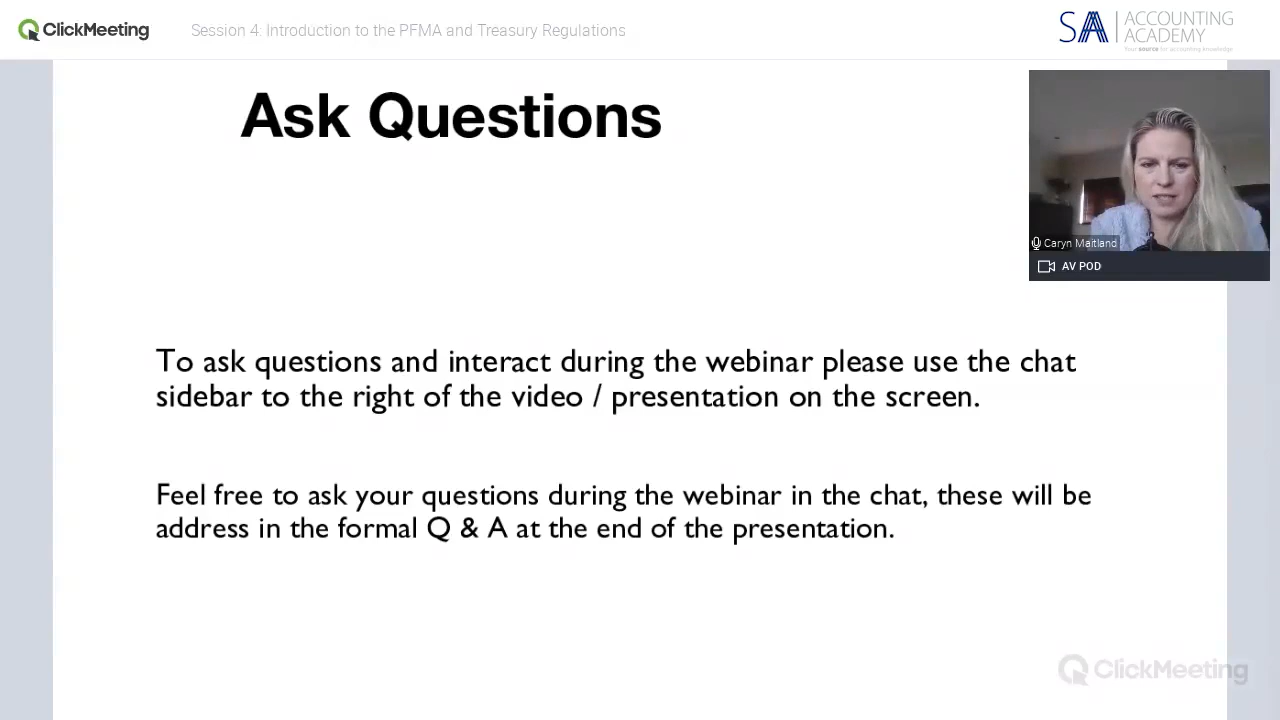 ClickMeeting
Session 4: Introduction to the PFMA and Treasury Regulations
SA ACCOUNTING
ACADEMY
Your source for accounting knowledge
Ask Questions
Caryn Maitland
AV POD
To ask questions and interact during the webinar please use the chat
sidebar to the right of the video / presentation on the screen.
Feel free to ask your questions during the webinar in the chat, these will be
address in the formal Q & A at the end of the presentation.
ClickMeeting